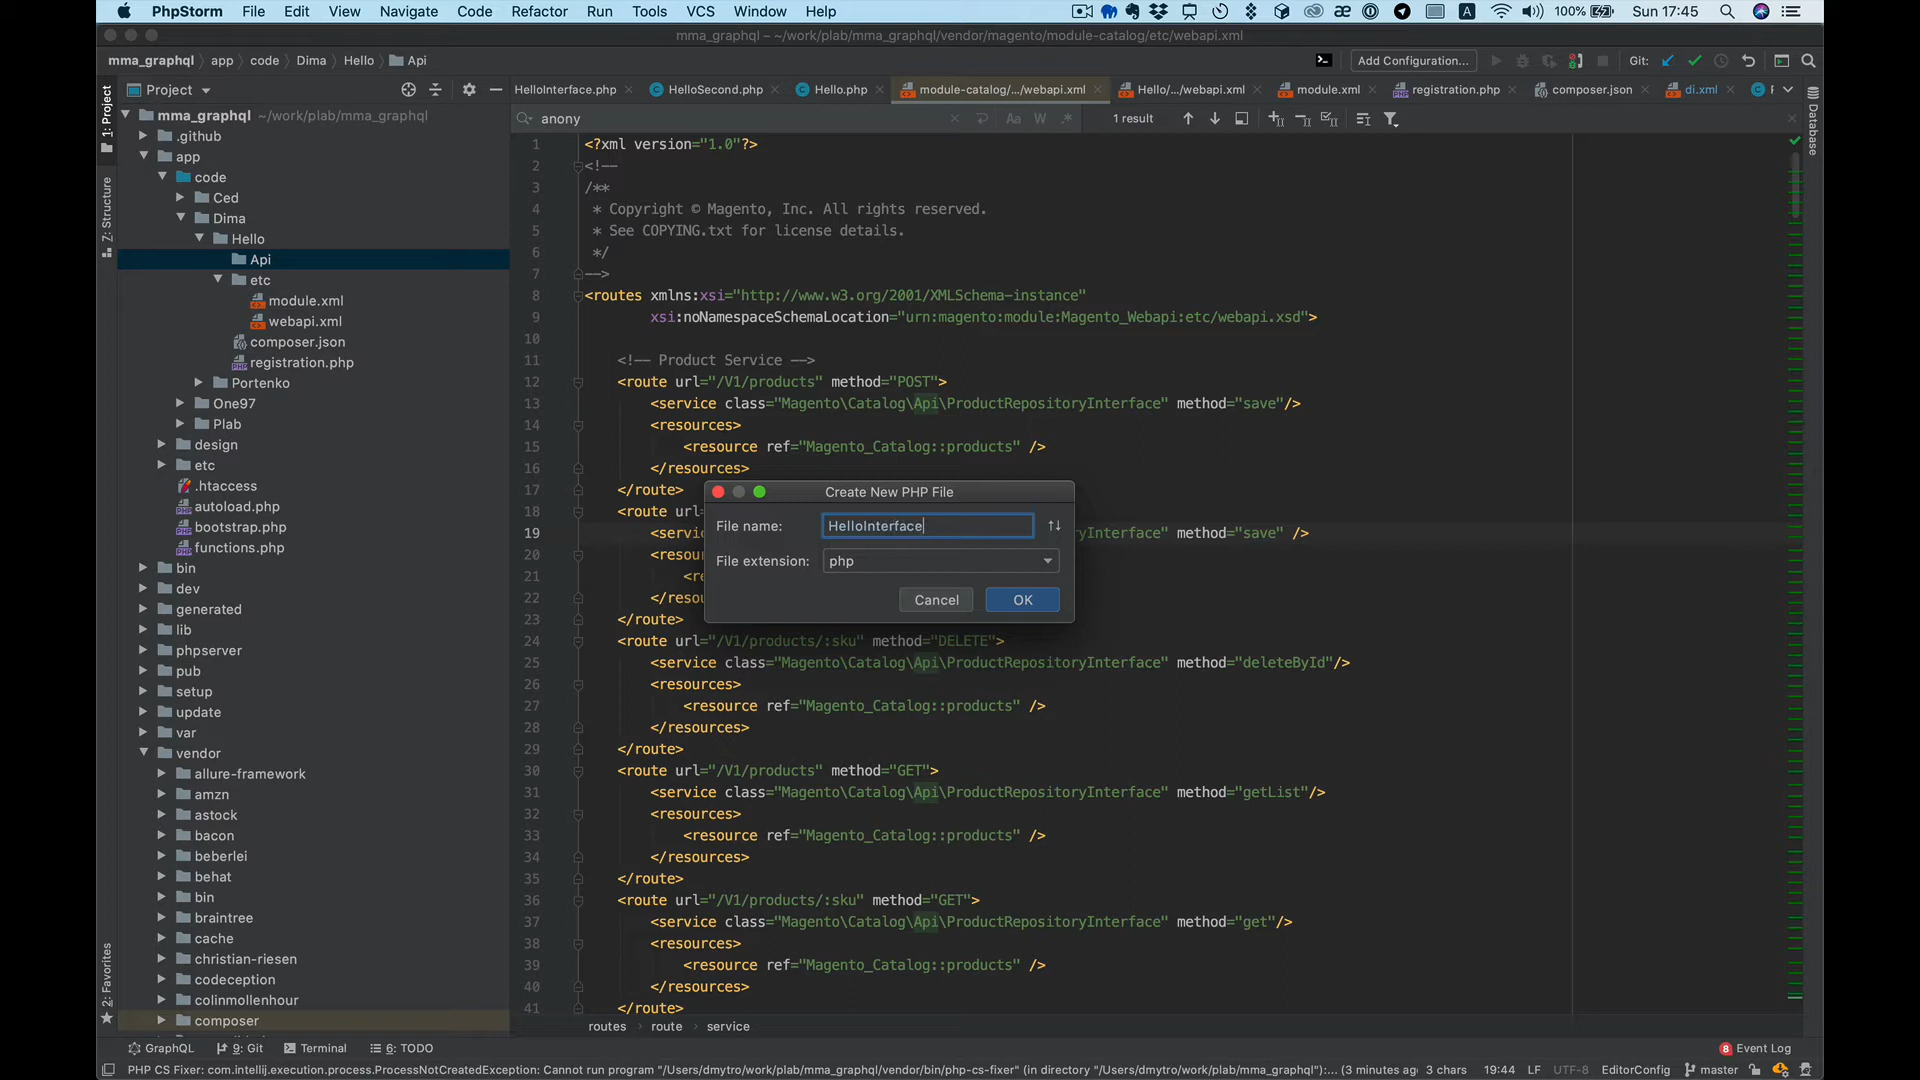 PhpStorm File Edit View Navigate Code Refactor Run Tools VCS Window Help
100% Sun 17:45
mma_graphql – ~/work/plab/mma_graphql/vendor/magento/module-catalog/etc/webapi.xml
mma_graphql app code Dima Hello Api
Add Configuration... Git:
Project
HelloInterface.php HelloSecond.php Hello.php module-catalog/.../webapi.xml Hello/.../webapi.xml module.xml registration.php composer.json di.xml
anony 1 result
1: Project
7: Structure
2: Favorites
Database
mma_graphql ~/work/plab/mma_graphql
.github
app
code
Ced
Dima
Hello
Api
etc
module.xml
webapi.xml
composer.json
registration.php
Portenko
One97
Plab
design
etc
.htaccess
autoload.php
bootstrap.php
functions.php
bin
dev
generated
lib
phpserver
pub
setup
update
var
vendor
allure-framework
amzn
astock
bacon
beberlei
behat
bin
braintree
cache
christian-riesen
codeception
colinmollenhour
composer
1 <?xml version="1.0"?>
2 <!--
3 /**
4 * Copyright © Magento, Inc. All rights reserved.
5 * See COPYING.txt for license details.
6 */
7 -->
8 <routes xmlns:xsi="http://www.w3.org/2001/XMLSchema-instance"
9 xsi:noNamespaceSchemaLocation="urn:magento:module:Magento_Webapi:etc/webapi.xsd">
10
11 <!-- Product Service -->
12 <route url="/V1/products" method="POST">
13 <service class="Magento\Catalog\Api\ProductRepositoryInterface" method="save"/>
14 <resources>
15 <resource ref="Magento_Catalog::products" />
16 </resources>
17 </route>
18 <route url
19 <servic yInterface" method="save" />
20 <resour
21 <re
22 </resou
23 </route>
24 <route url="/V1/products/:sku" method="DELETE">
25 <service class="Magento\Catalog\Api\ProductRepositoryInterface" method="deleteById"/>
26 <resources>
27 <resource ref="Magento_Catalog::products" />
28 </resources>
29 </route>
30 <route url="/V1/products" method="GET">
31 <service class="Magento\Catalog\Api\ProductRepositoryInterface" method="getList"/>
32 <resources>
33 <resource ref="Magento_Catalog::products" />
34 </resources>
35 </route>
36 <route url="/V1/products/:sku" method="GET">
37 <service class="Magento\Catalog\Api\ProductRepositoryInterface" method="get"/>
38 <resources>
39 <resource ref="Magento_Catalog::products" />
40 </resources>
41 </route>
Create New PHP File
File name: HelloInterface
File extension: php
Cancel OK
routes route service
GraphQL 9: Git Terminal 6: TODO 8 Event Log
PHP CS Fixer: com.intellij.execution.process.ProcessNotCreatedException: Cannot run program "/Users/dmytro/work/plab/mma_graphql/vendor/bin/php-cs-fixer" (in directory "/Users/dmytro/work/plab/mma_graphql"):... (3 minutes ag 3 chars 19:44 LF UTF-8 EditorConfig master